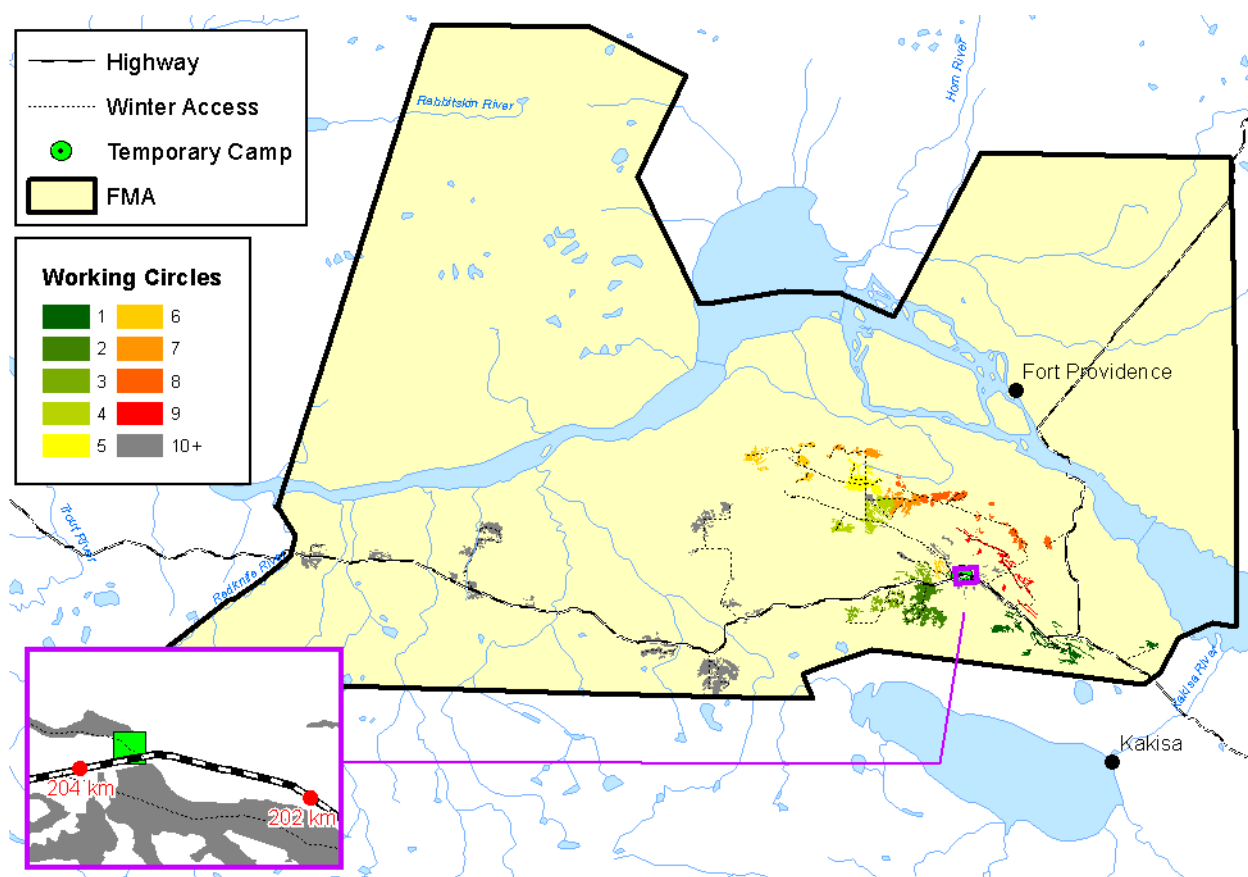 Highway
Winter Access
Temporary Camp
FMA
Working Circles
1
6
2
7
3
8
4
9
5
10+
Rabbitskin River
Horn River
Fort Providence
Trout River
Redknife River
Kakisa River
Kakisa
204 km
202 km